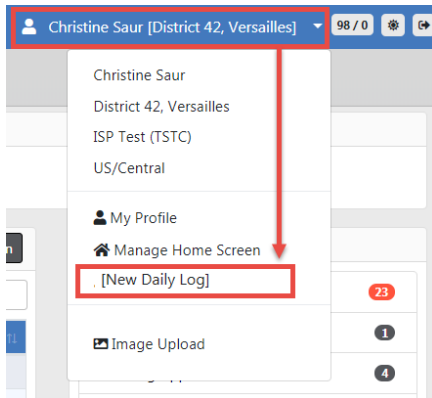 Christine Saur [District 42, Versailles]
98 / 0
Christine Saur
District 42, Versailles
ISP Test (TSTC)
US/Central
My Profile
Manage Home Screen
[New Daily Log]
23
1
Image Upload
4